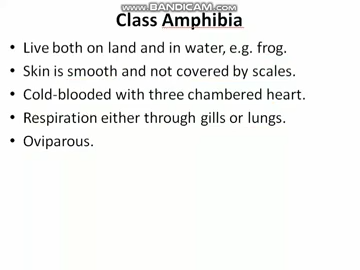 www.BANDICAM.com
Class Amphibia
• Live both on land and in water, e.g. frog.
• Skin is smooth and not covered by scales.
• Cold-blooded with three chambered heart.
• Respiration either through gills or lungs.
• Oviparous.